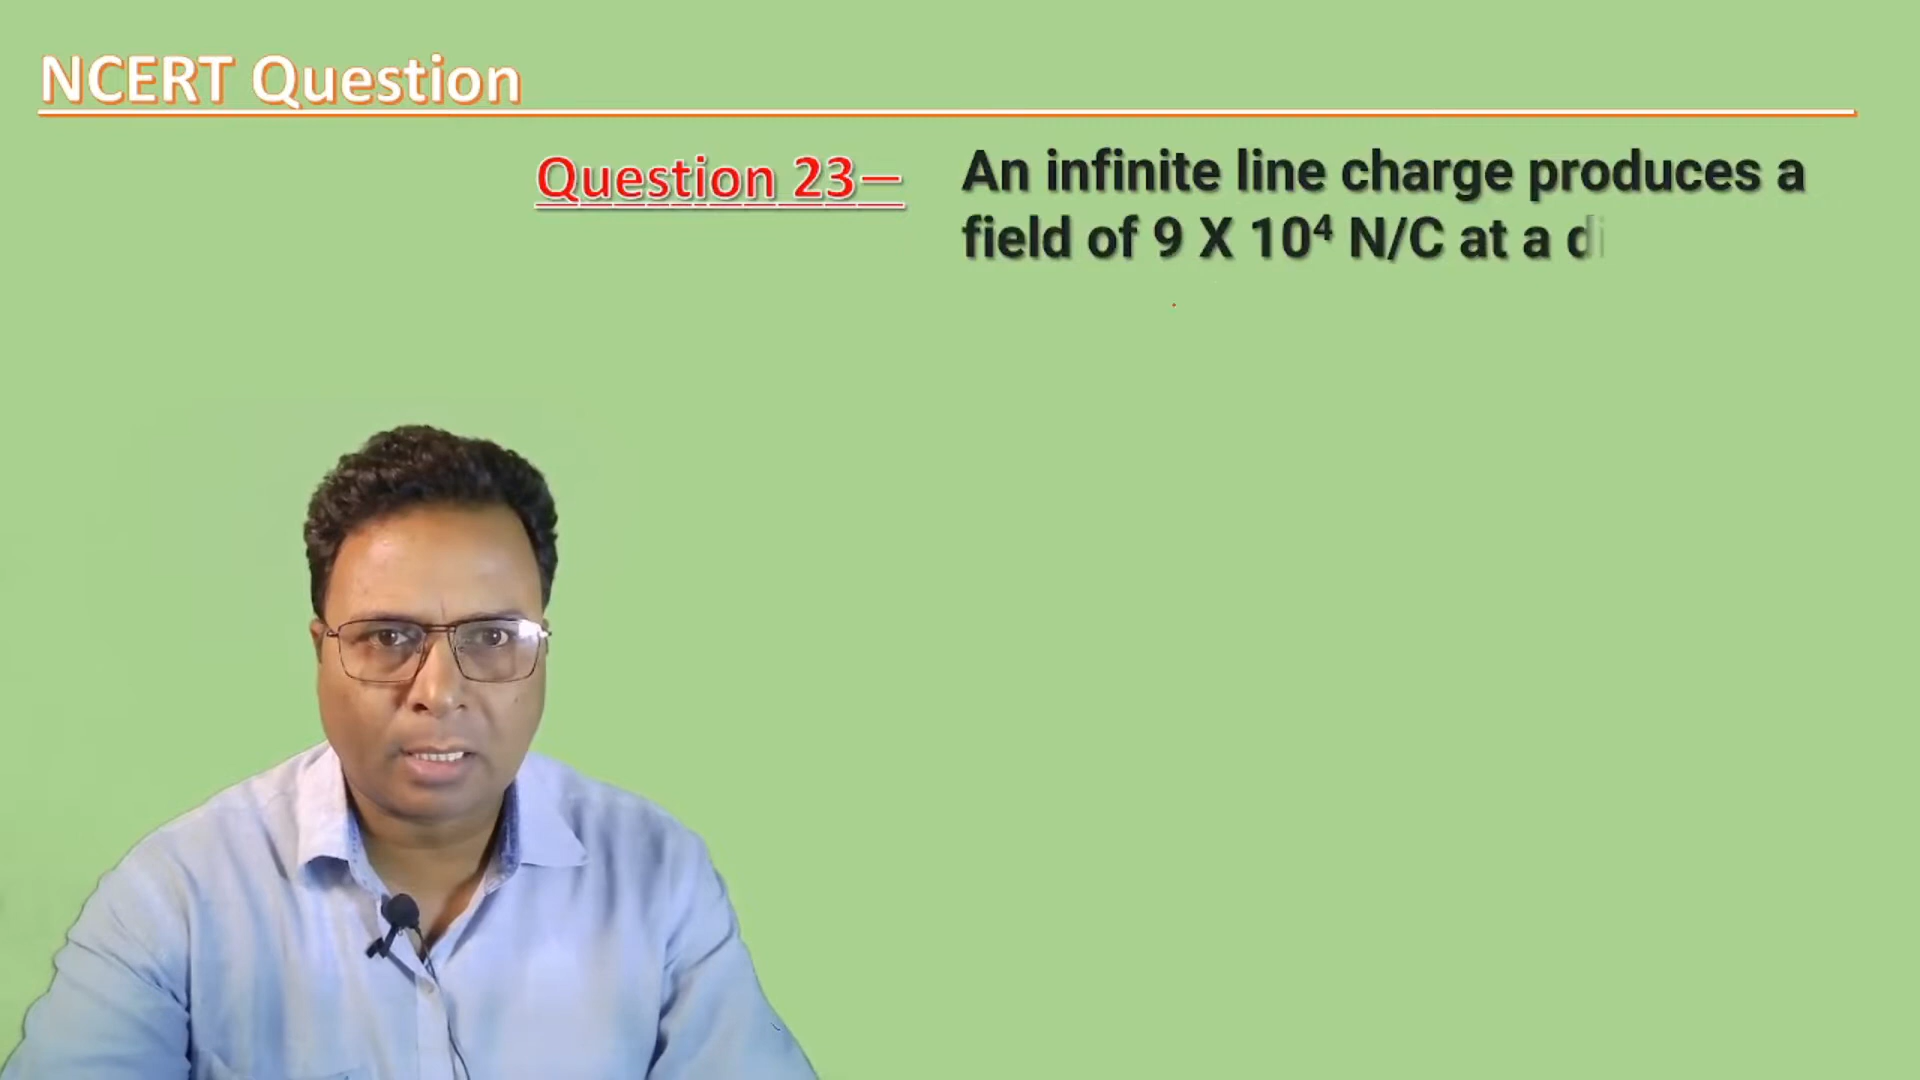 NCERT Question
Question 23—
An infinite line charge produces a
field of 9 X 10⁴ N/C at a